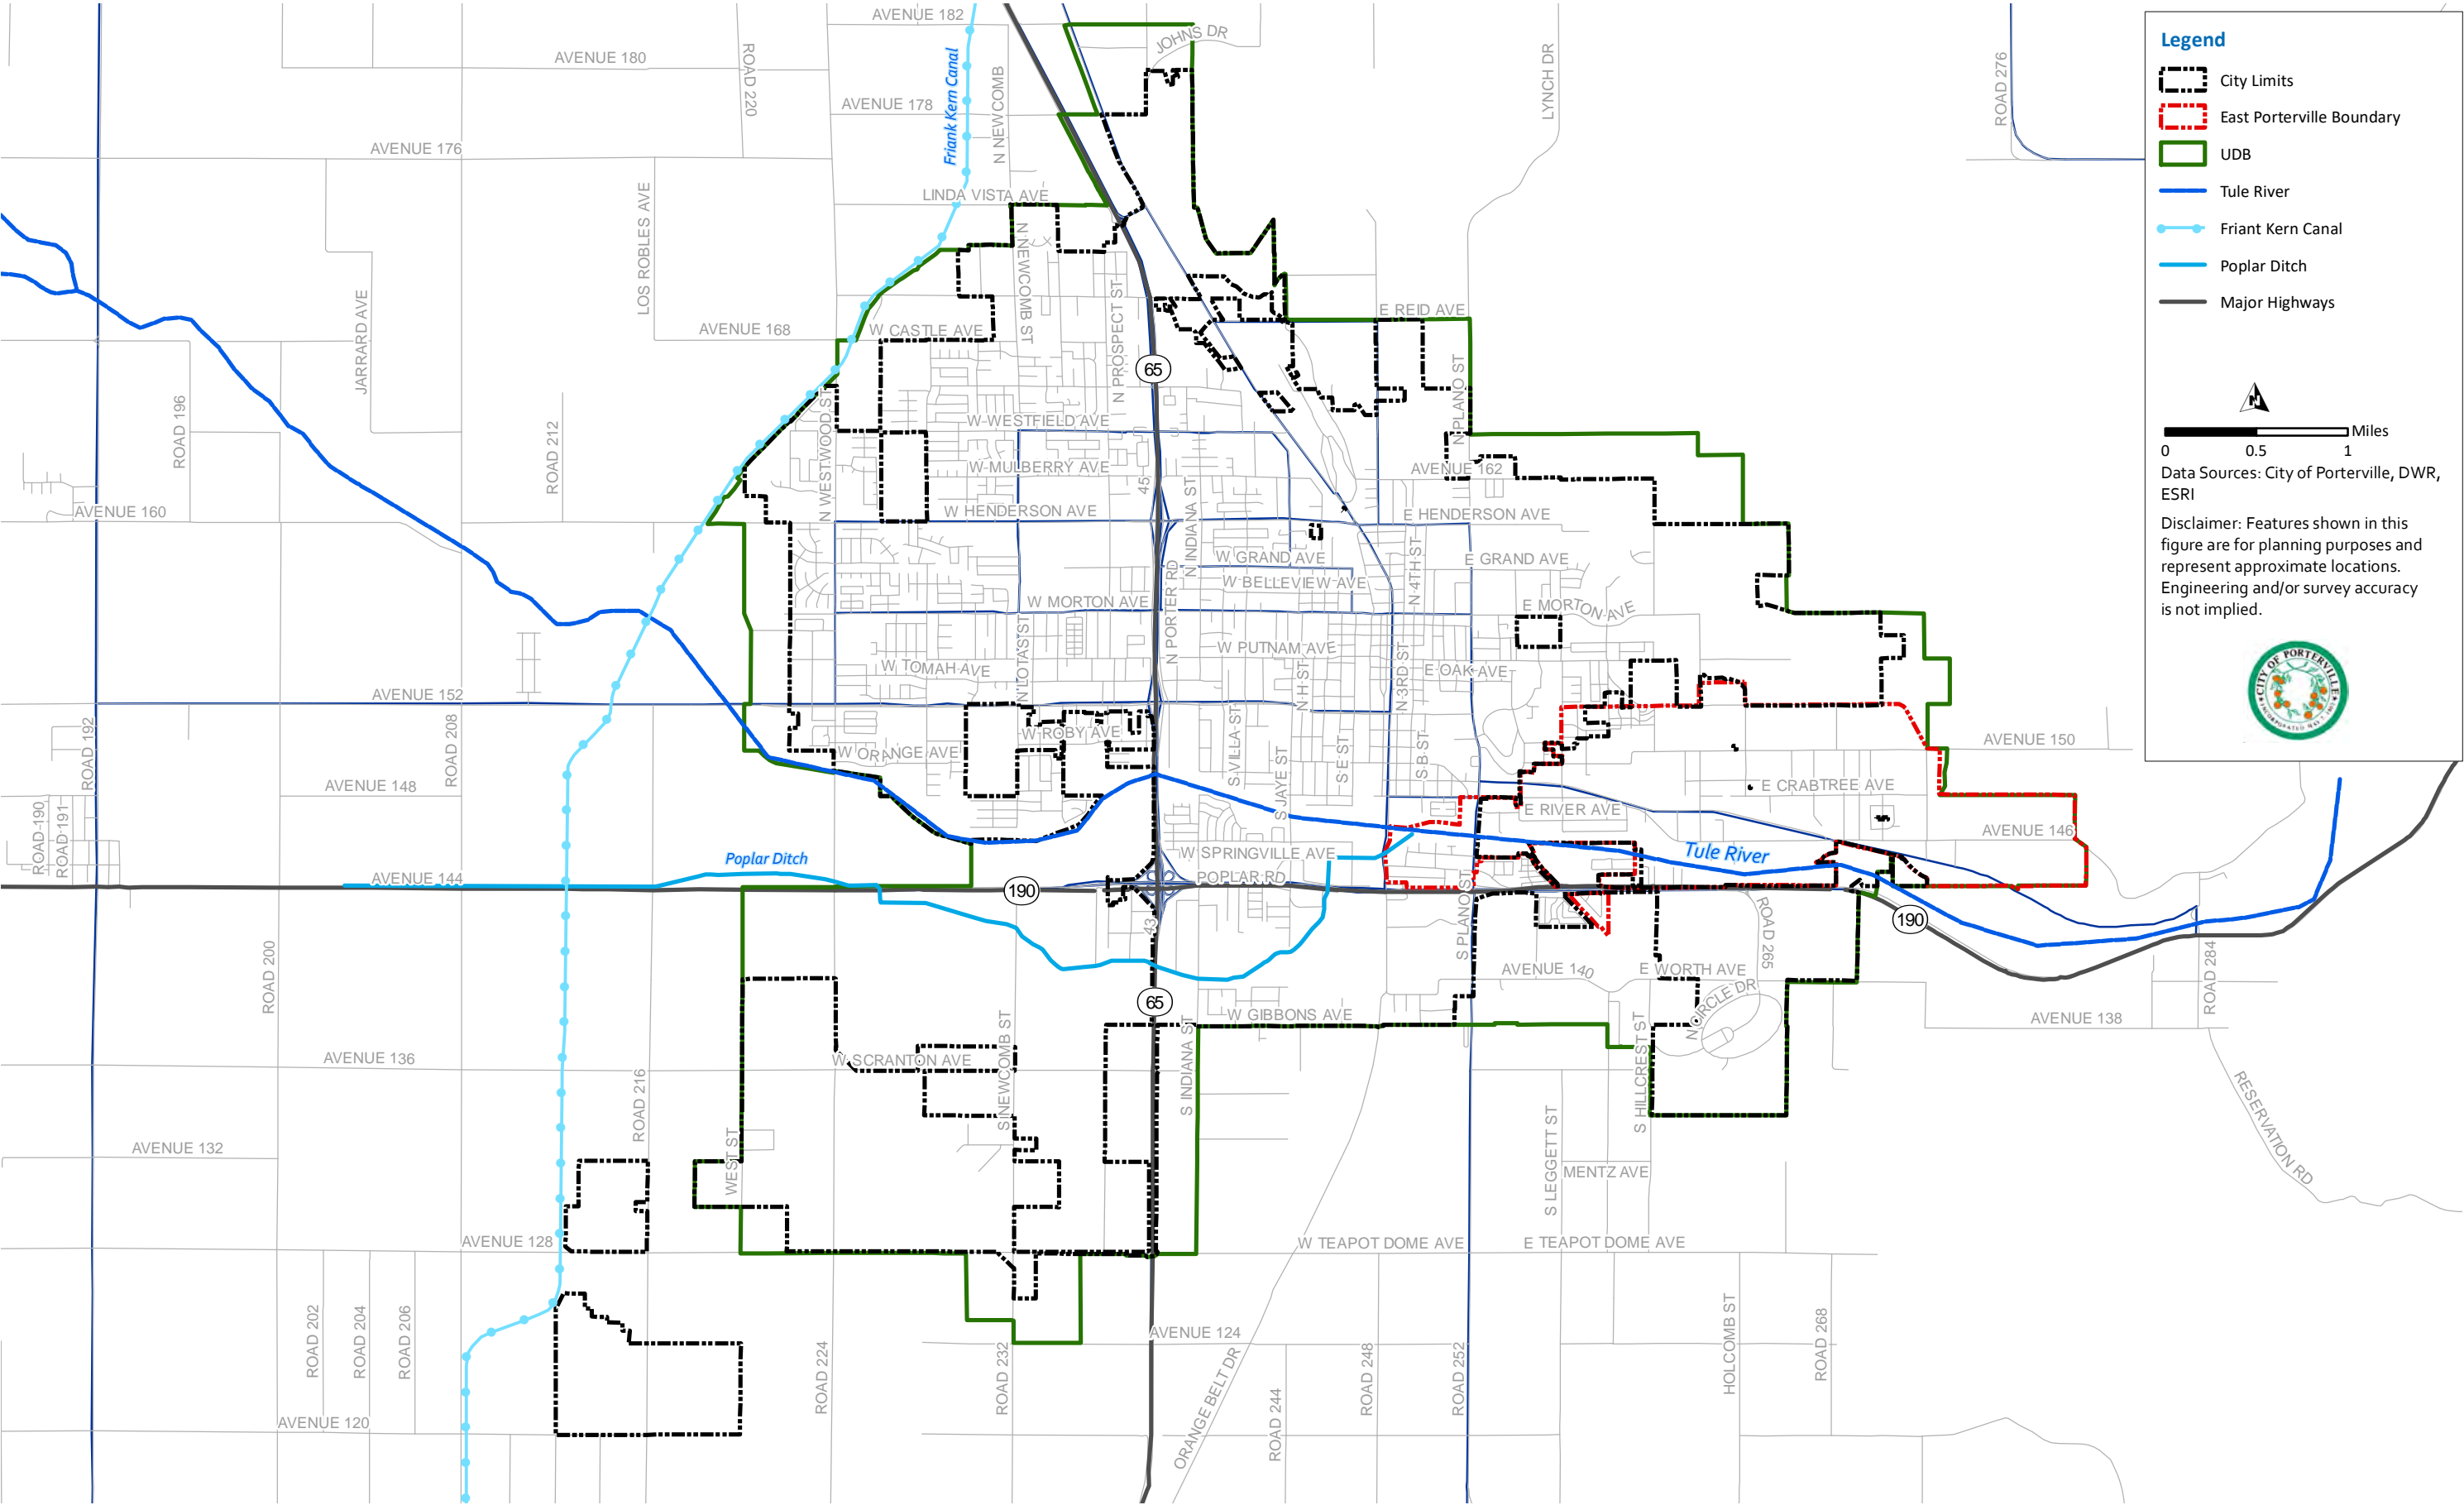 AVENUE 182
JOHNS DR
Legend
City Limits
East Porterville Boundary
UDB
Tule River
Friant Kern Canal
Poplar Ditch
Major Highways
N
Miles
0
0.5
1
Data Sources: City of Porterville, DWR,
ESRI
Disclaimer: Features shown in this
figure are for planning purposes and
represent approximate locations.
Engineering and/or survey accuracy
is not implied.
CITY OF PORTERVILLE
INCORPORATED MAY 7 1902
AVENUE 180
ROAD 220
Friank Kern Canal
N NEWCOMB
LYNCH DR
ROAD 276
AVENUE 178
AVENUE 176
LINDA VISTA AVE
LOS ROBLES AVE
N NEWCOMB ST
N PROSPECT ST
JARRARD AVE
AVENUE 168
W CASTLE AVE
E REID AVE
65
N PLANO ST
ROAD 196
ROAD 212
N WESTWOOD ST
W WESTFIELD AVE
W MULBERRY AVE
AVENUE 162
45
N INDIANA ST
AVENUE 160
W HENDERSON AVE
E HENDERSON AVE
W GRAND AVE
E GRAND AVE
W BELLEVIEW AVE
N 4TH ST
W MORTON AVE
E MORTON AVE
N PORTER RD
N LOTAS ST
W PUTNAM AVE
W TOMAH AVE
N H ST
N 3RD ST
E OAK AVE
AVENUE 152
ROAD 192
ROAD 208
W ROBY AVE
W ORANGE AVE
S VILLA ST
S JAYE ST
S E ST
S B ST
AVENUE 150
AVENUE 148
E CRABTREE AVE
ROAD 190
ROAD 191
E RIVER AVE
AVENUE 146
Poplar Ditch
W SPRINGVILLE AVE
Tule River
AVENUE 144
190
POPLAR RD
S PLANO ST
190
43
ROAD 265
ROAD 200
AVENUE 140
E WORTH AVE
ROAD 284
65
N CIRCLE DR
W GIBBONS AVE
AVENUE 138
AVENUE 136
W SCRANTON AVE
S NEWCOMB ST
S INDIANA ST
S HILLCREST ST
ROAD 216
RESERVATION RD
AVENUE 132
WEST ST
S LEGGETT ST
MENTZ AVE
AVENUE 128
W TEAPOT DOME AVE
E TEAPOT DOME AVE
ROAD 202
ROAD 204
ROAD 206
AVENUE 124
ROAD 224
ROAD 232
ORANGE BELT DR
ROAD 244
ROAD 248
ROAD 252
HOLCOMB ST
ROAD 268
AVENUE 120